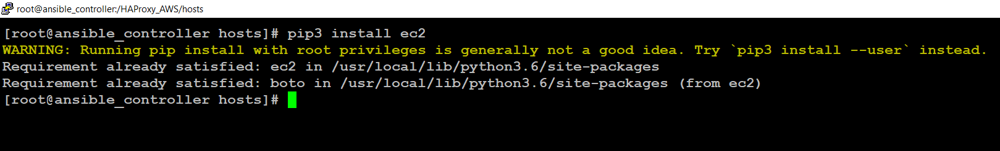 root@ansible_controller:/HAProxy_AWS/hosts
[root@ansible_controller hosts]# pip3 install ec2
WARNING: Running pip install with root privileges is generally not a good idea. Try `pip3 install --user` instead.
Requirement already satisfied: ec2 in /usr/local/lib/python3.6/site-packages
Requirement already satisfied: boto in /usr/local/lib/python3.6/site-packages (from ec2)
[root@ansible_controller hosts]#